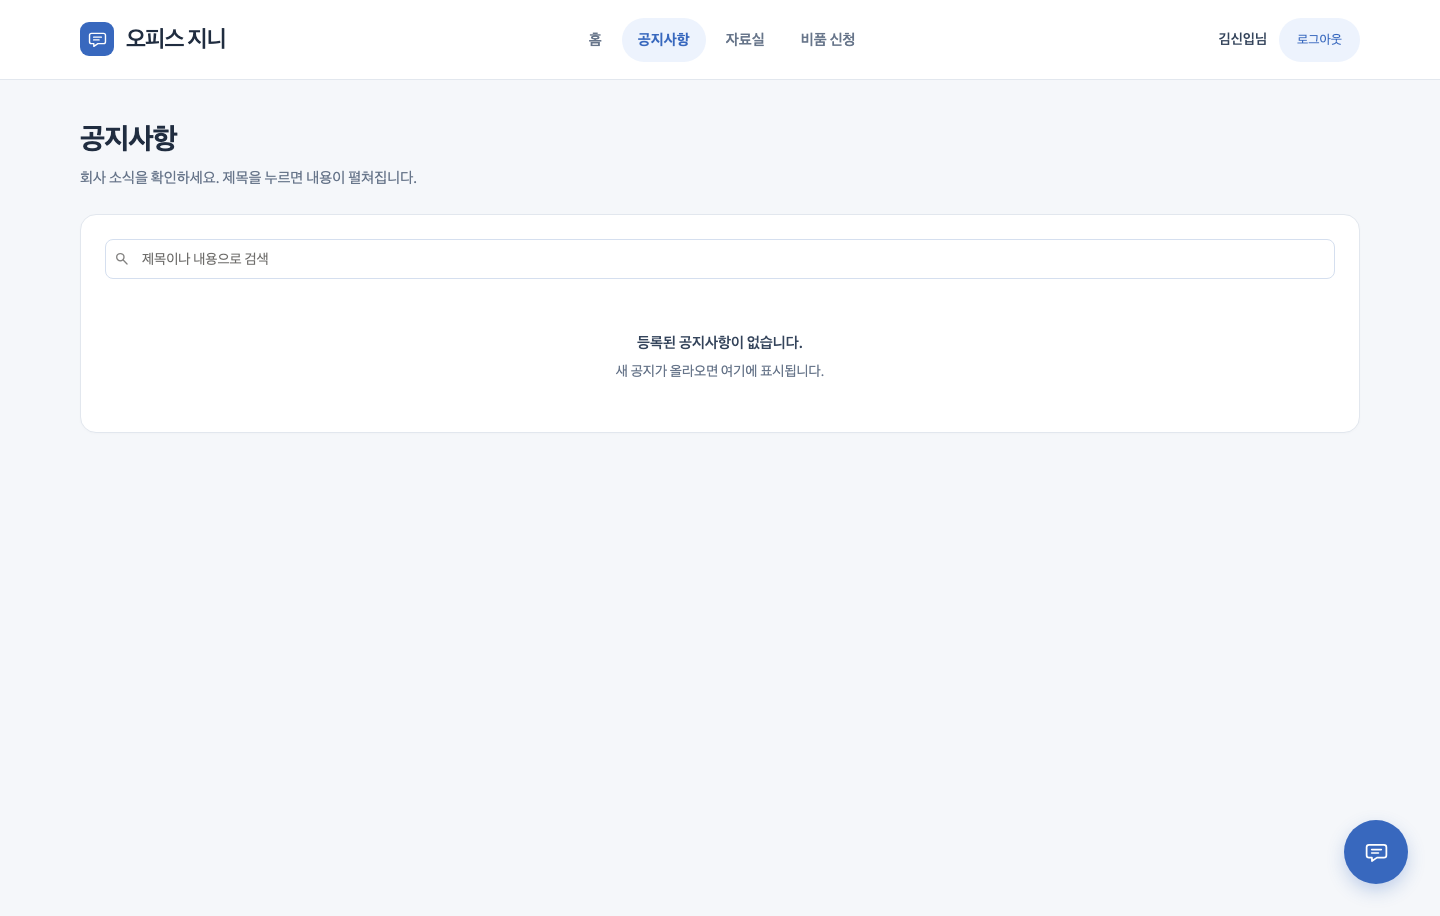 오피스 지니
홈 공지사항 자료실 비품 신청
김신입님 로그아웃
공지사항
회사 소식을 확인하세요. 제목을 누르면 내용이 펼쳐집니다.
제목이나 내용으로 검색
등록된 공지사항이 없습니다.
새 공지가 올라오면 여기에 표시됩니다.